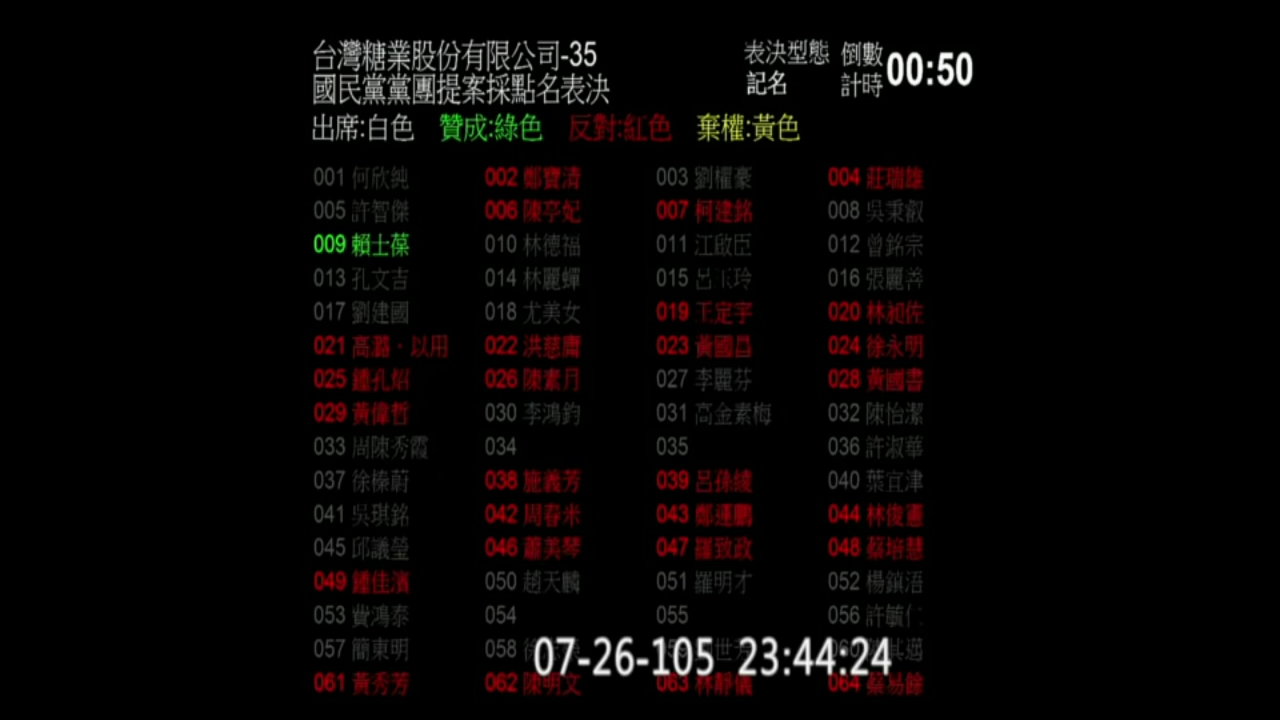 台灣糖業股份有限公司-35
國民黨黨團提案採點名表決
表決型態
記名
倒數
計時
00:50
出席:白色 贊成:綠色 反對:紅色 棄權:黃色
001 何欣純 002 鄭寶清 003 劉櫂豪 004 莊瑞雄
005 許智傑 006 陳亭妃 007 柯建銘 008 吳秉叡
009 賴士葆 010 林德福 011 江啟臣 012 曾銘宗
013 孔文吉 014 林麗蟬 015 呂玉玲 016 張麗善
017 劉建國 018 尤美女 019 王定宇 020 林昶佐
021 高潞．以用 022 洪慈庸 023 黃國昌 024 徐永明
025 鍾孔炤 026 陳素月 027 李麗芬 028 黃國書
029 黃偉哲 030 李鴻鈞 031 高金素梅 032 陳怡潔
033 周陳秀霞 034 035 036 許淑華
037 徐榛蔚 038 施義芳 039 呂孫綾 040 葉宜津
041 吳琪銘 042 周春米 043 鄭運鵬 044 林俊憲
045 邱議瑩 046 蕭美琴 047 羅致政 048 蔡培慧
049 鍾佳濱 050 趙天麟 051 羅明才 052 楊鎮浯
053 費鴻泰 054 055 056 許毓仁
057 簡東明 058 060 其邁
07-26-105 23:44:24
061 黃秀芳 062 陳明文 063 林靜儀 064 蔡易餘